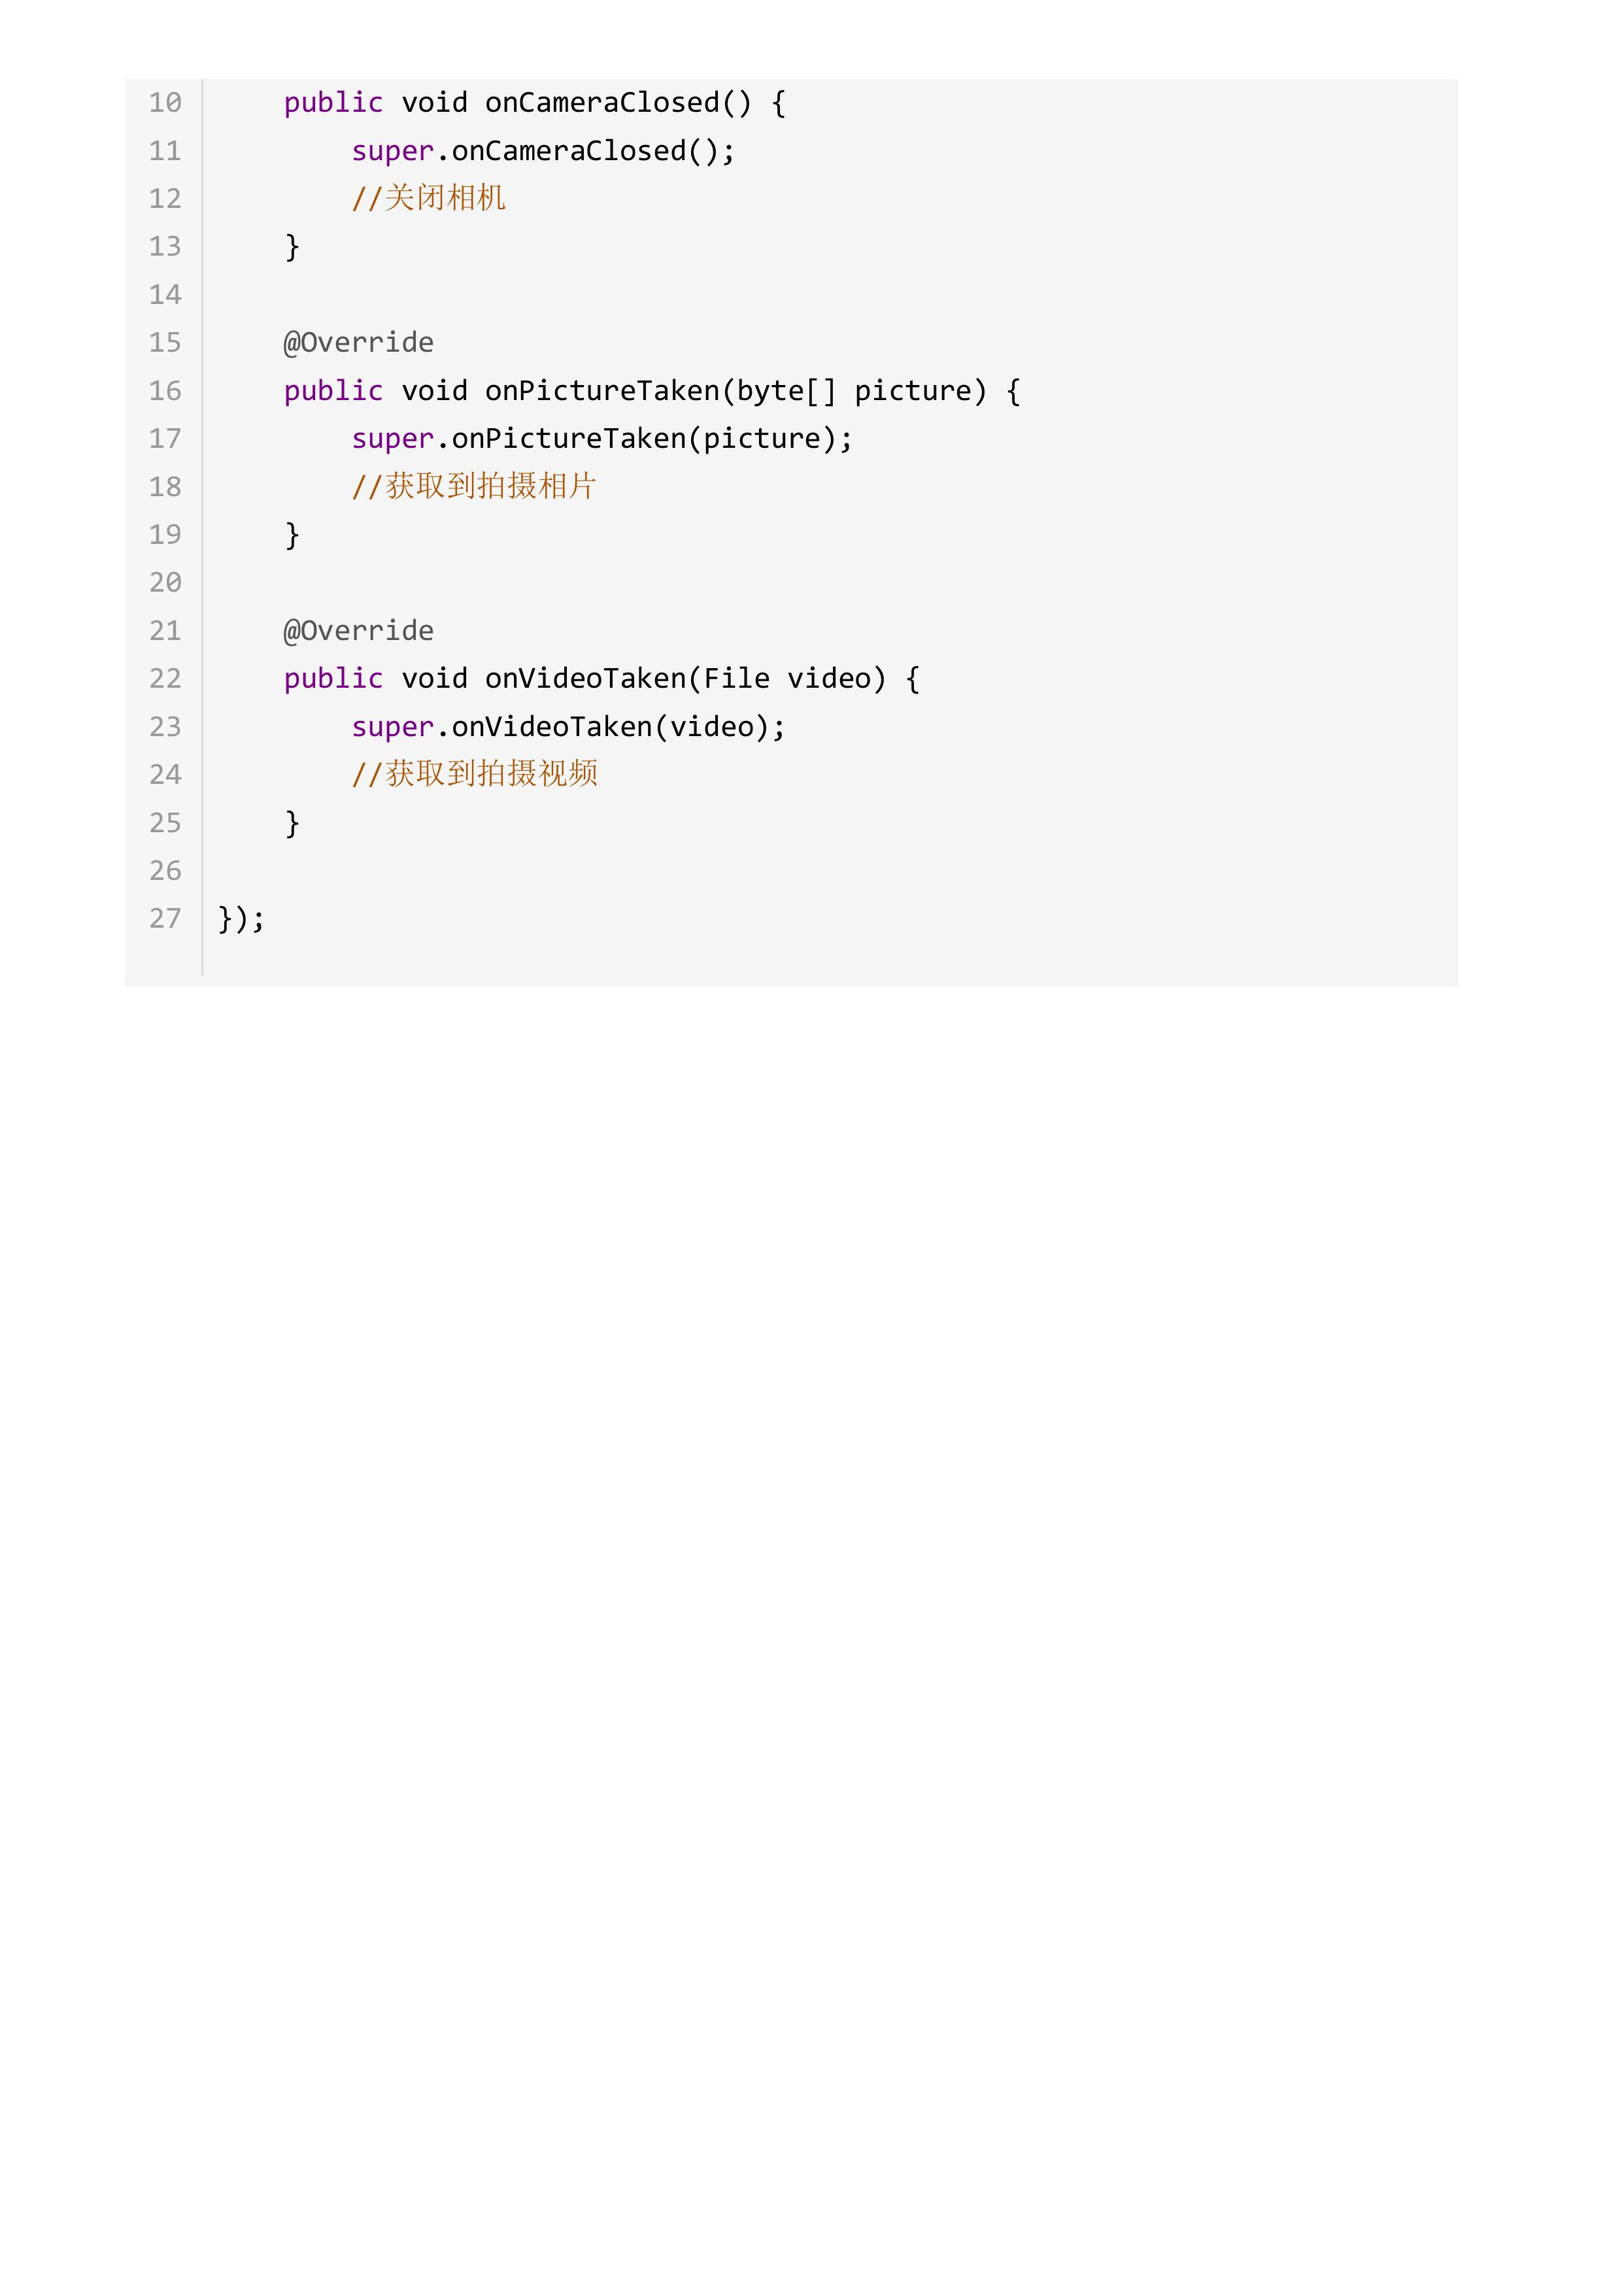 10 public void onCameraClosed() {
11 super.onCameraClosed();
12 //关闭相机
13 }
14
15 @Override
16 public void onPictureTaken(byte[] picture) {
17 super.onPictureTaken(picture);
18 //获取到拍摄相片
19 }
20
21 @Override
22 public void onVideoTaken(File video) {
23 super.onVideoTaken(video);
24 //获取到拍摄视频
25 }
26
27 });